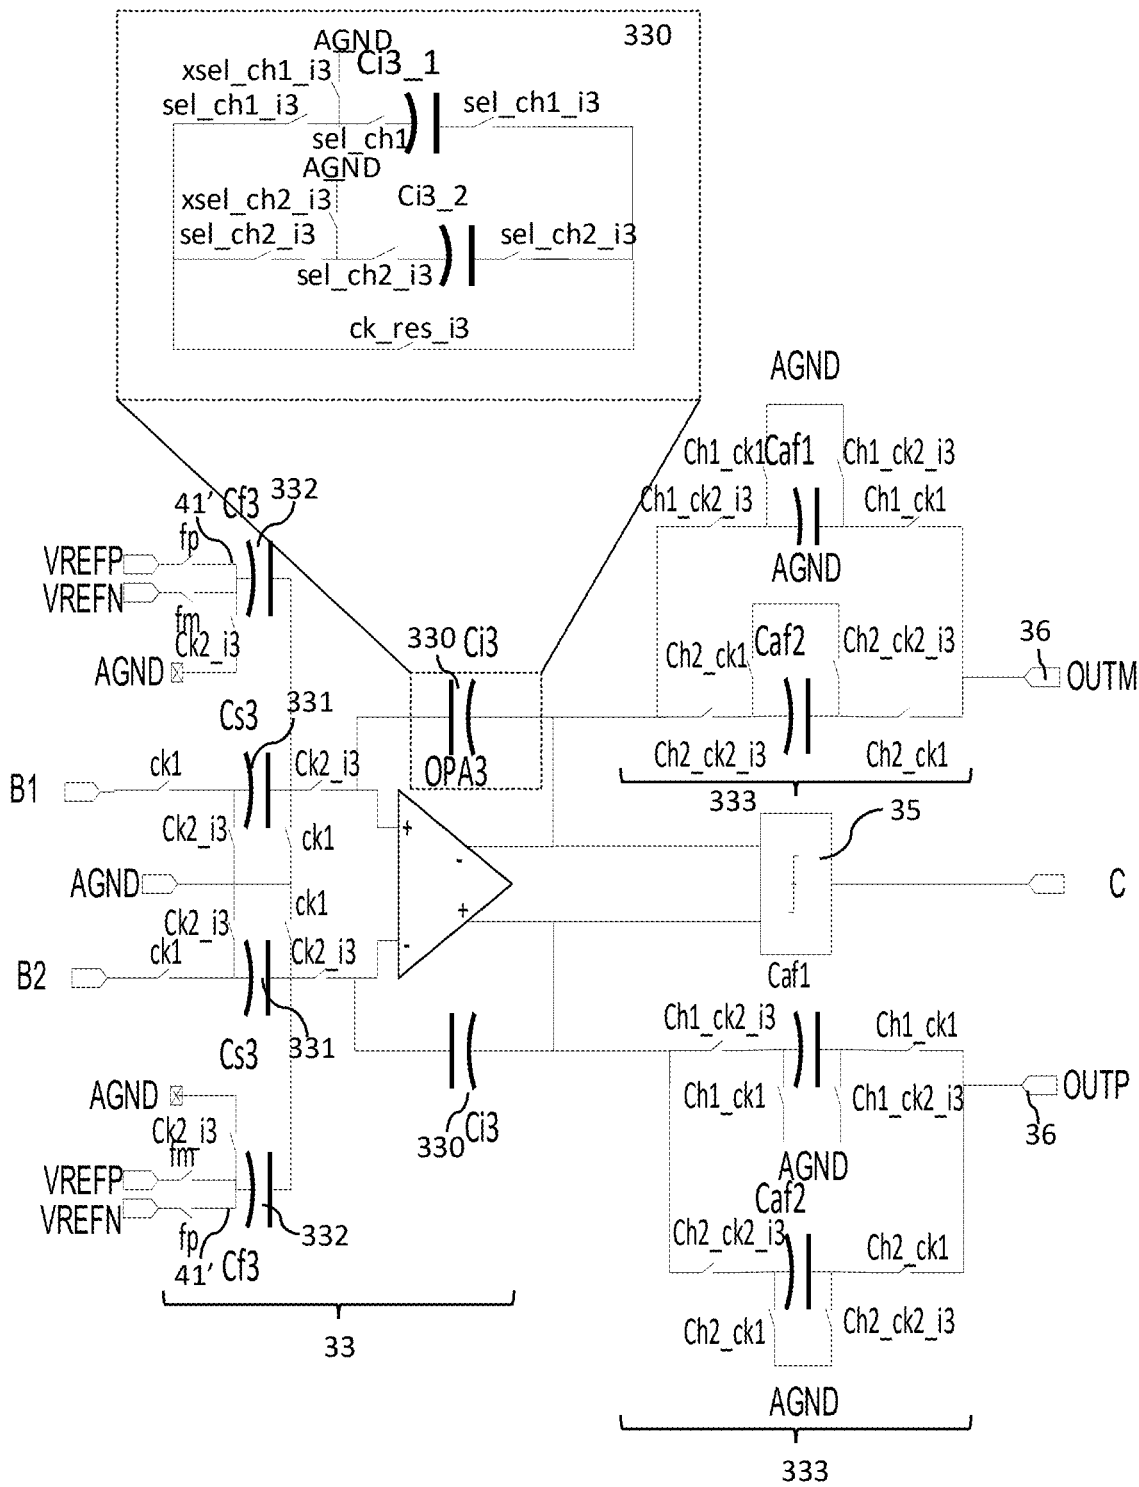 AGND
330
Ci3_1
xsel_ch1_i3
sel_ch1_i3
sel_ch1_i3
sel_ch1
AGND
xsel_ch2_i3
Ci3_2
sel_ch2_i3
sel_ch2_i3
sel_ch2_i3
ck_res_i3
AGND
Ch1_ck1
Caf1
Ch1_ck2_i3
Ch1_ck2_i3
Ch1_ck1
41'
Cf3
332
fp
VREFP
VREFN
fm
Ck2_i3
AGND
AGND
330
Ci3
Ch2_ck1
Caf2
Ch2_ck2_i3
36
OUTM
Cs3
331
OPA3
Ch2_ck2_i3
Ch2_ck1
333
B1
ck1
Ck2_i3
Ck2_i3
ck1
+
-
35
AGND
ck1
C
Ck2_i3
+
B2
ck1
Ck2_i3
-
Cs3
331
Caf1
Ch1_ck2_i3
Ch1_ck1
Ch1_ck1
Ch1_ck2_i3
OUTP
36
AGND
Ck2_i3
fm
330
Ci3
AGND
VREFP
VREFN
fp
41'
Cf3
332
Caf2
Ch2_ck2_i3
Ch2_ck1
Ch2_ck1
Ch2_ck2_i3
33
AGND
333